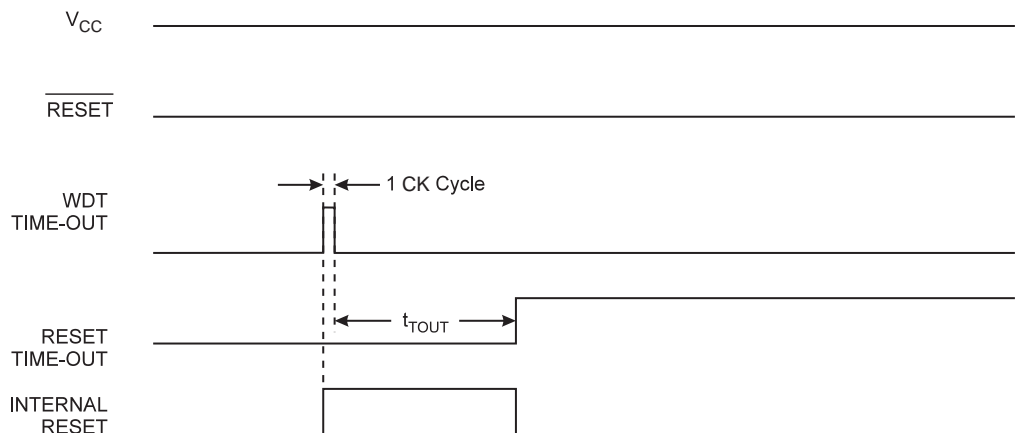 VCC
RESET
1 CK Cycle
WDT
TIME-OUT
tTOUT
RESET
TIME-OUT
INTERNAL
RESET